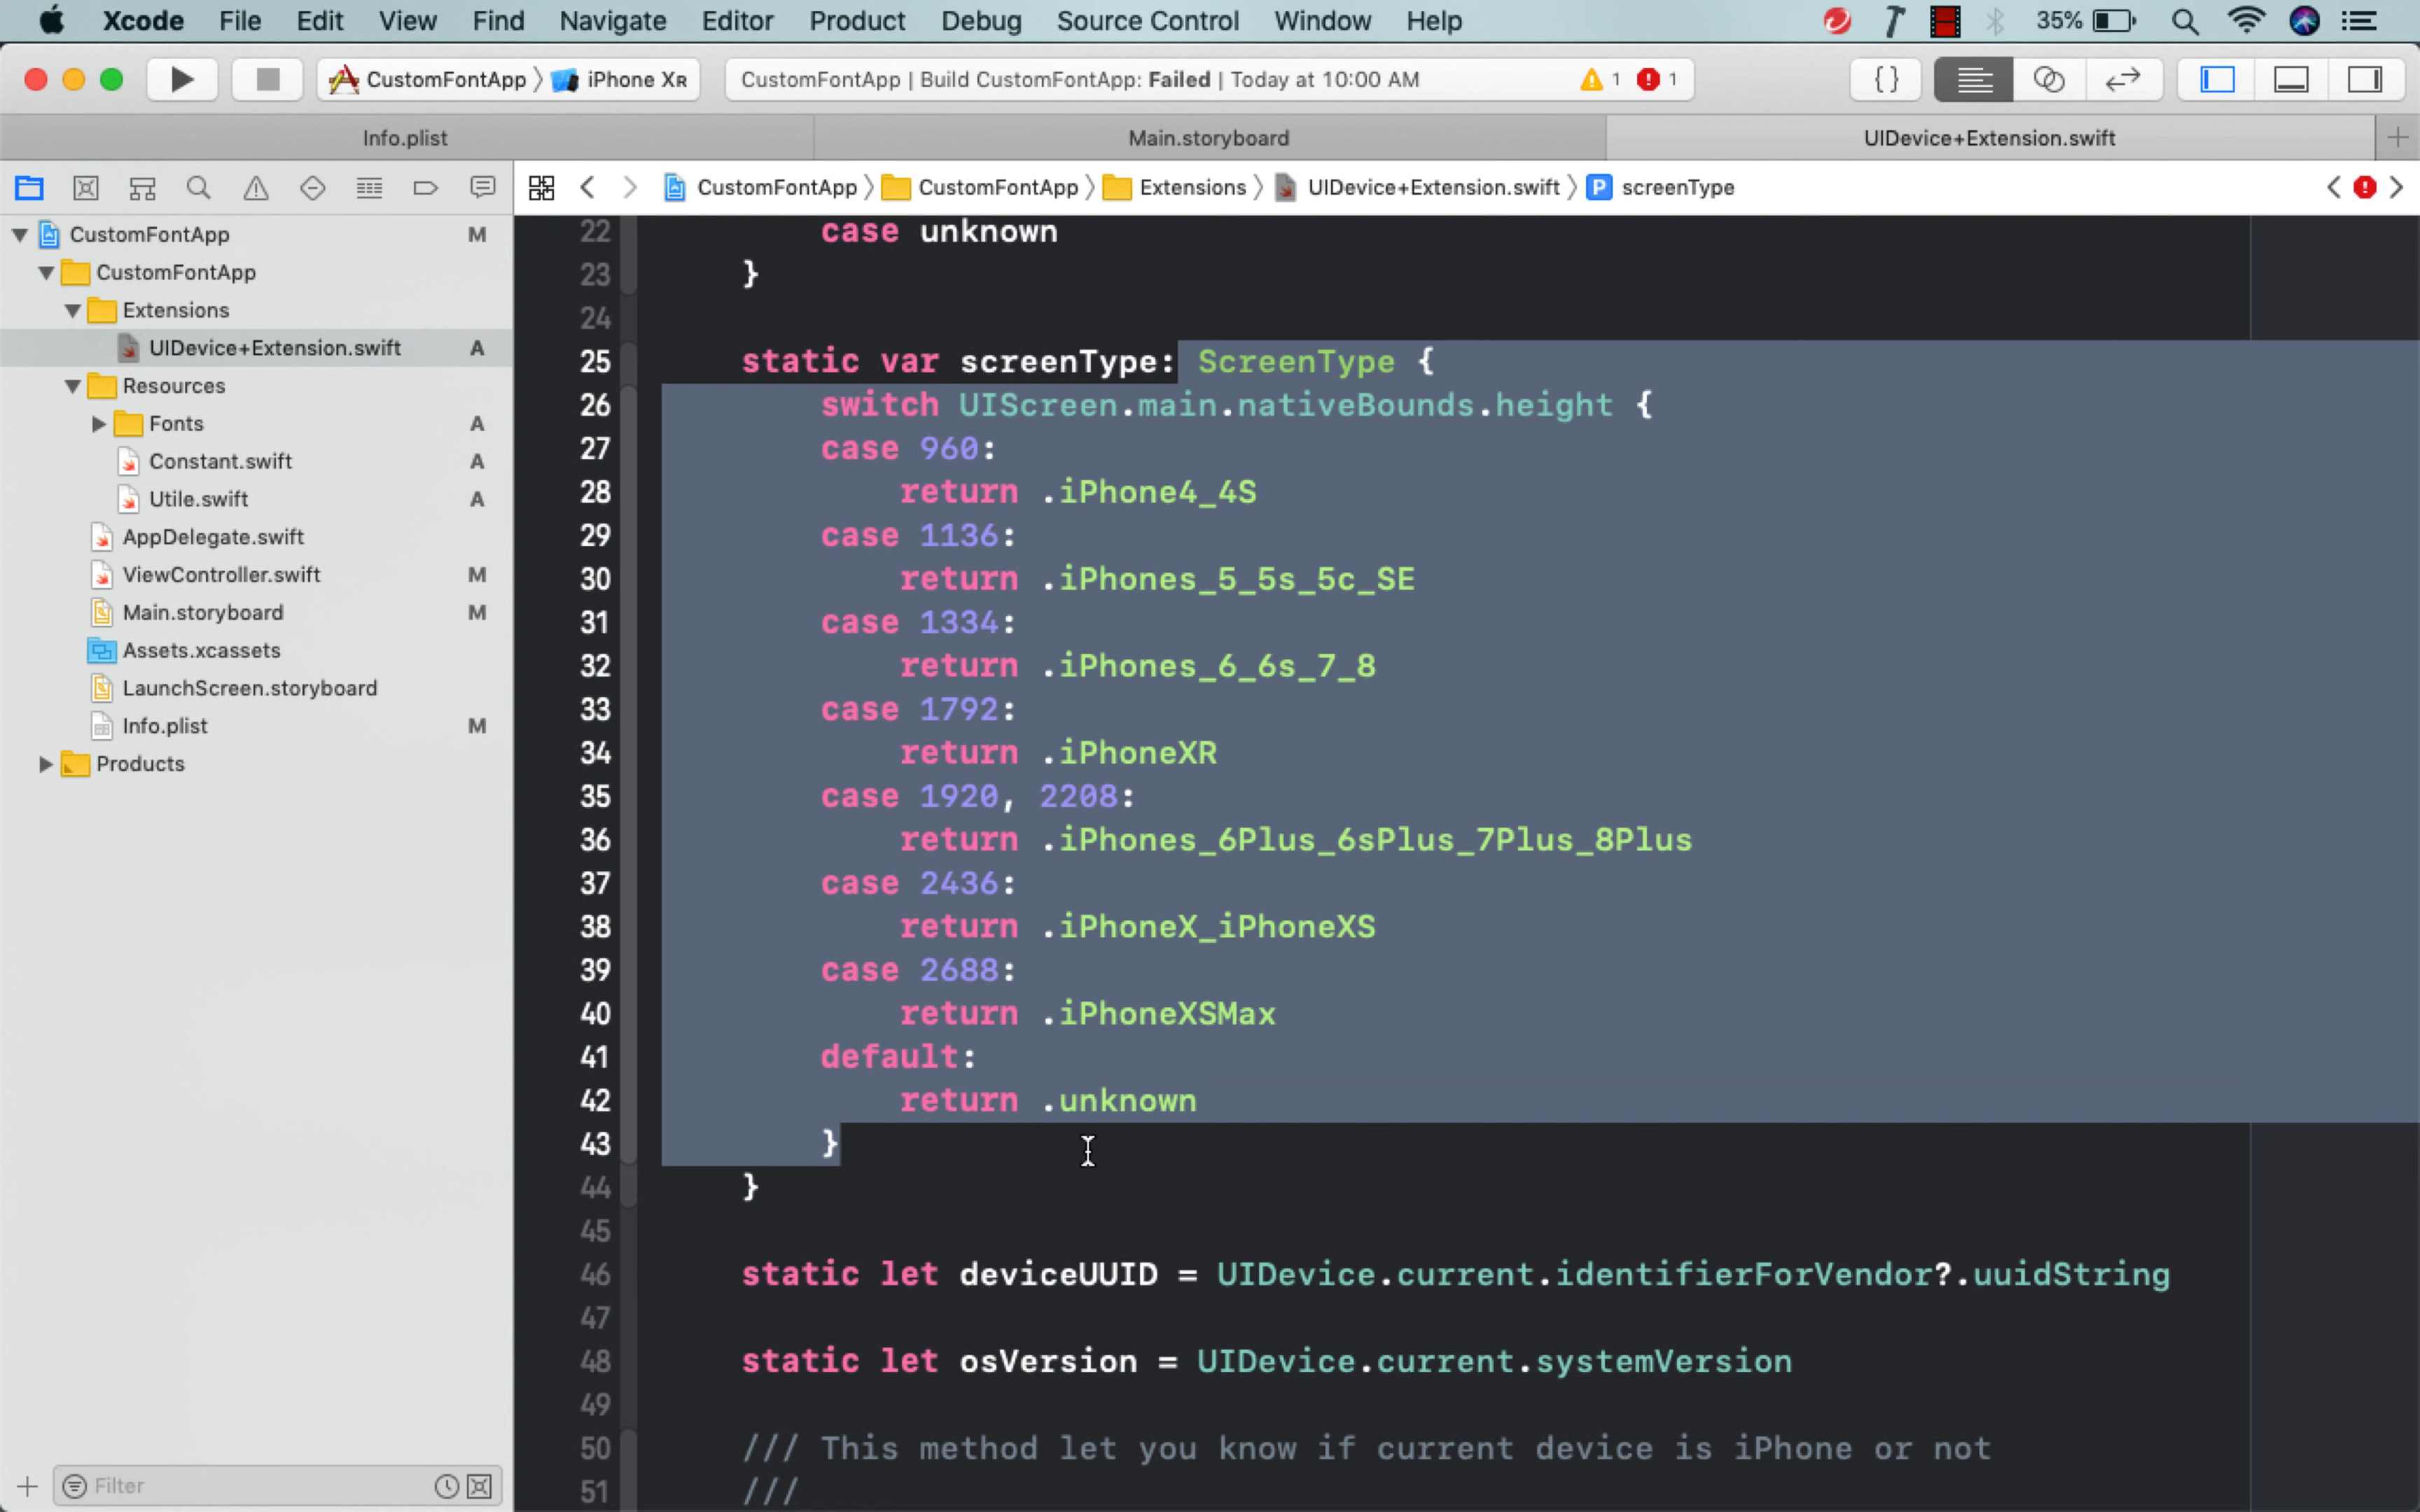 Xcode File Edit View Find Navigate Editor Product Debug Source Control Window Help 35%
CustomFontApp 〉 iPhone XR
CustomFontApp | Build CustomFontApp: Failed | Today at 10:00 AM 1 1
Info.plist
Main.storyboard
UIDevice+Extension.swift
CustomFontApp 〉 CustomFontApp 〉 Extensions 〉 UIDevice+Extension.swift 〉 P screenType
CustomFontApp M
CustomFontApp
Extensions
UIDevice+Extension.swift A
Resources
Fonts A
Constant.swift A
Utile.swift A
AppDelegate.swift
ViewController.swift M
Main.storyboard M
Assets.xcassets
LaunchScreen.storyboard
Info.plist M
Products
Filter
22 case unknown
23 }
24
25 static var screenType: ScreenType {
26 switch UIScreen.main.nativeBounds.height {
27 case 960:
28 return .iPhone4_4S
29 case 1136:
30 return .iPhones_5_5s_5c_SE
31 case 1334:
32 return .iPhones_6_6s_7_8
33 case 1792:
34 return .iPhoneXR
35 case 1920, 2208:
36 return .iPhones_6Plus_6sPlus_7Plus_8Plus
37 case 2436:
38 return .iPhoneX_iPhoneXS
39 case 2688:
40 return .iPhoneXSMax
41 default:
42 return .unknown
43 }
44 }
45
46 static let deviceUUID = UIDevice.current.identifierForVendor?.uuidString
47
48 static let osVersion = UIDevice.current.systemVersion
49
50 /// This method let you know if current device is iPhone or not
51 ///